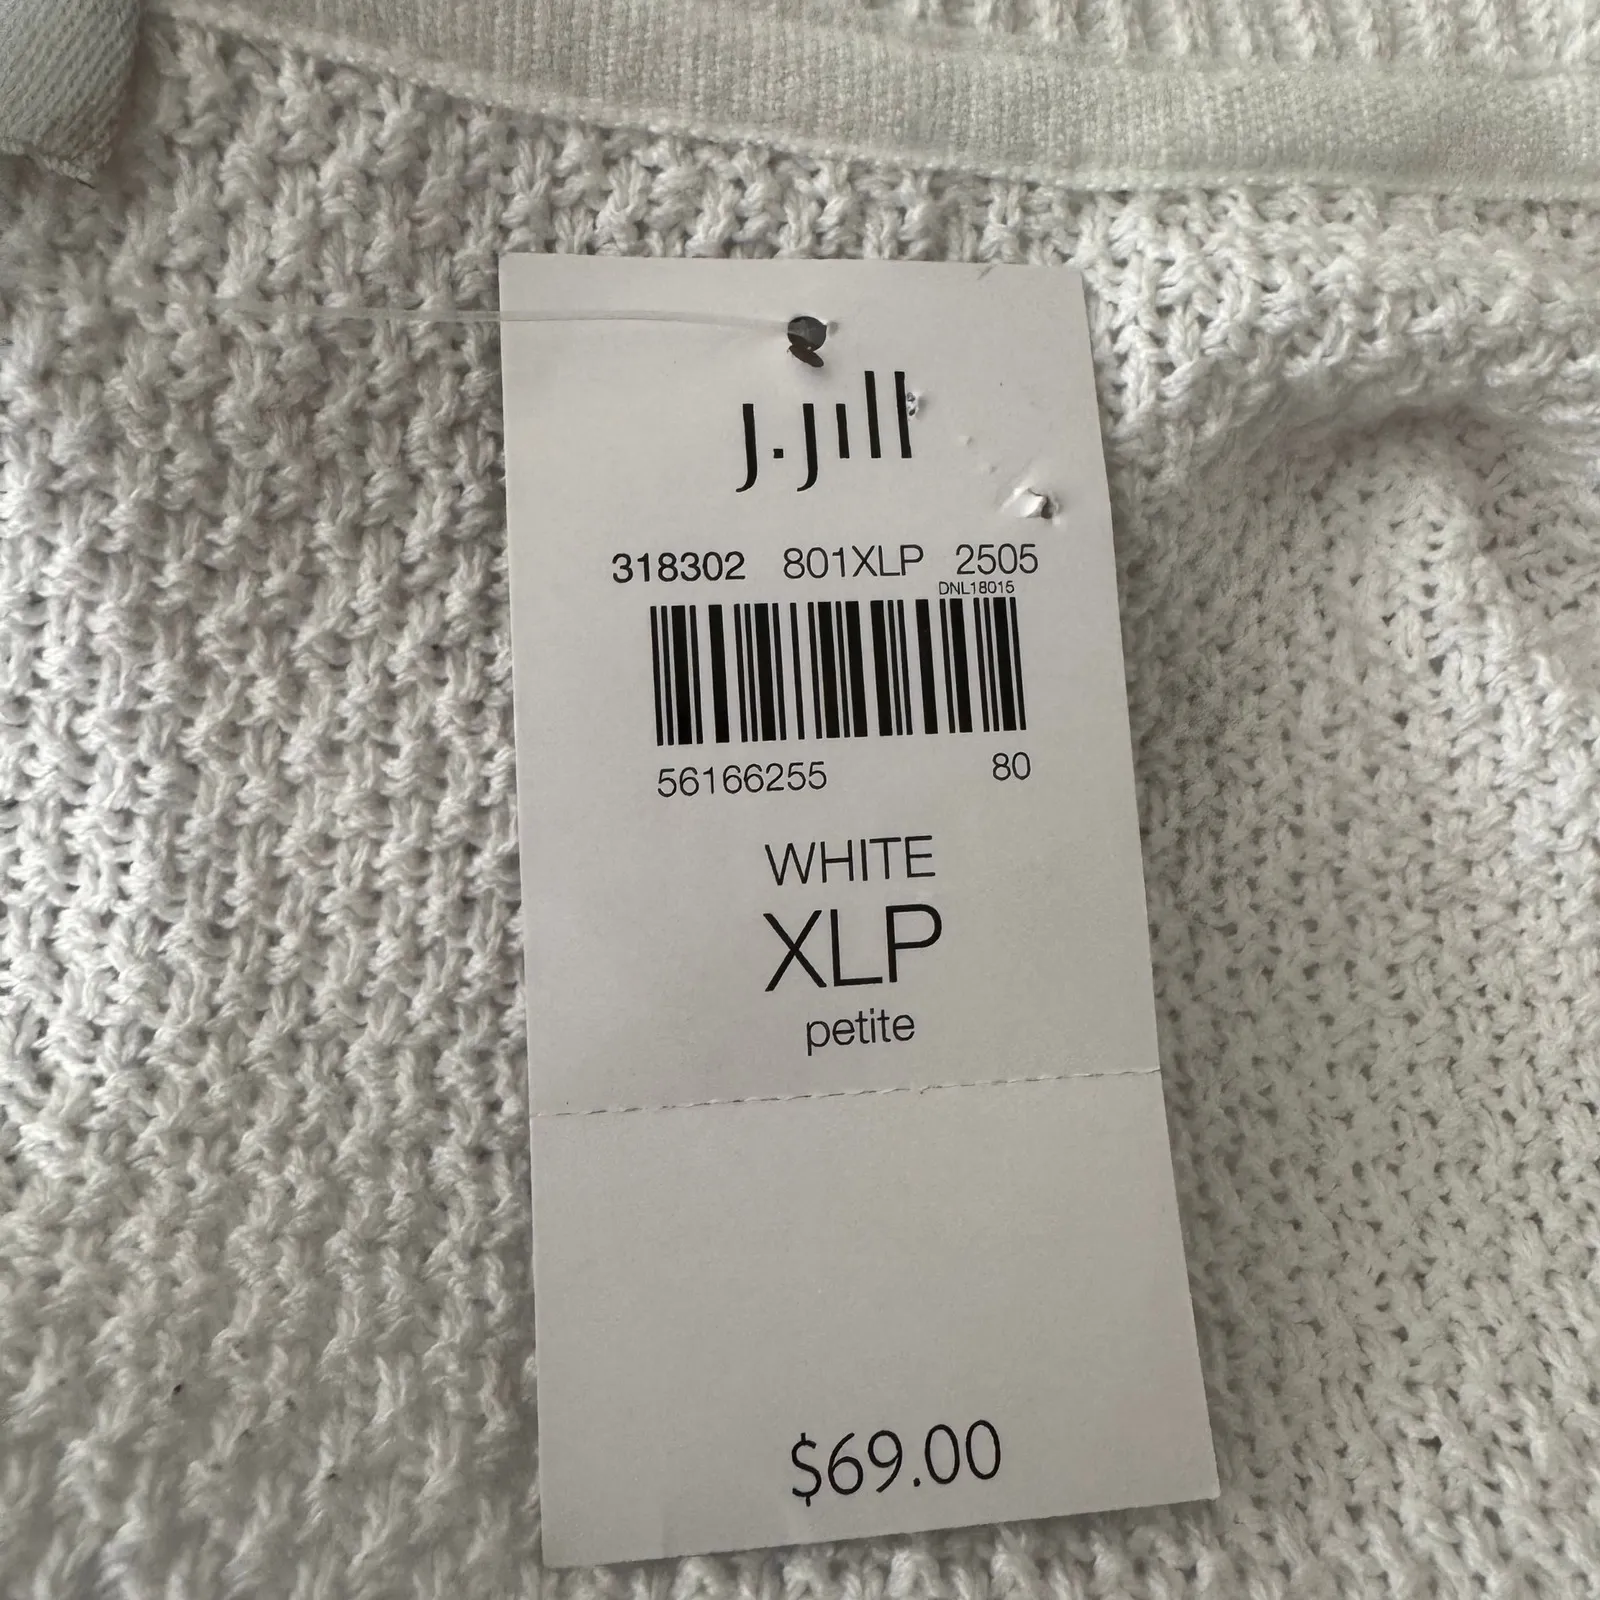 J.Jill
318302 801XLP 2505
DNL18015
56166255 80
WHITE
XLP
petite
$69.00